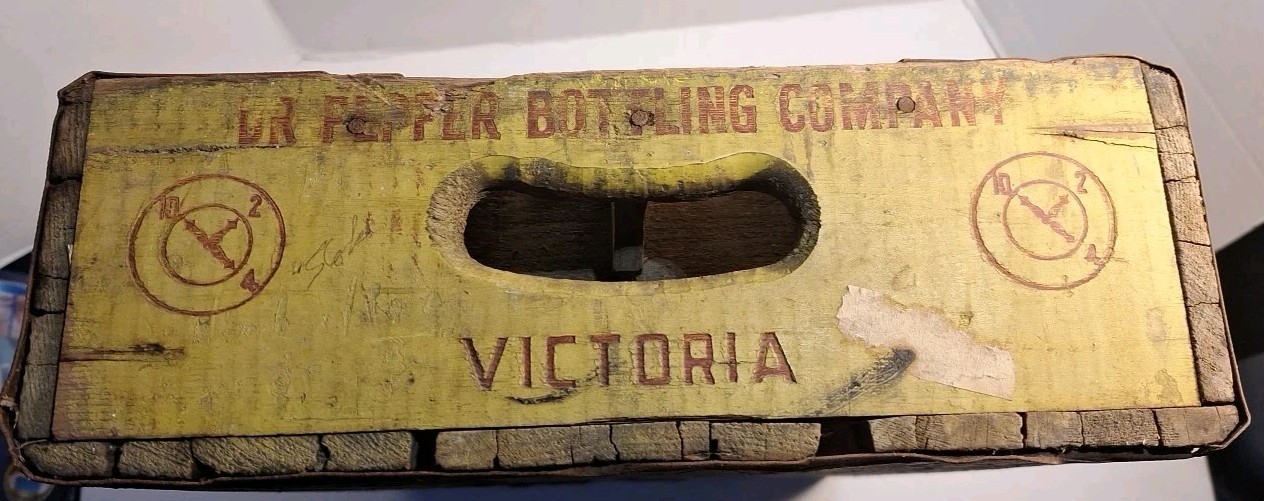 DR PEPPER BOTTLING COMPANY
10 2 4
10 2 4
VICTORIA